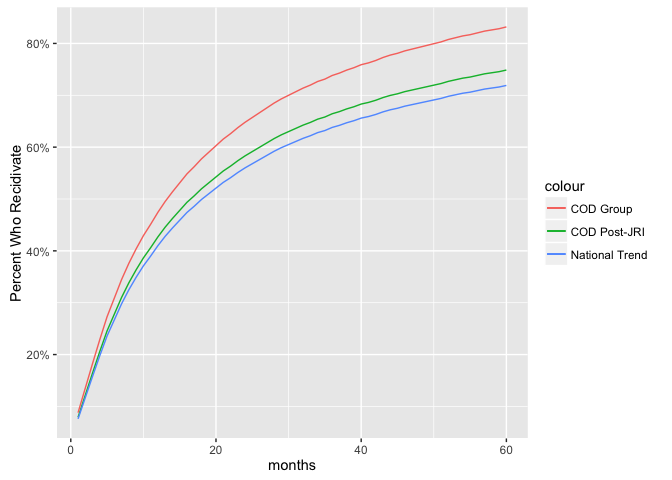 80%
60%
40%
20%
Percent Who Recidivate
0
20
40
60
months
colour
COD Group
COD Post-JRI
National Trend